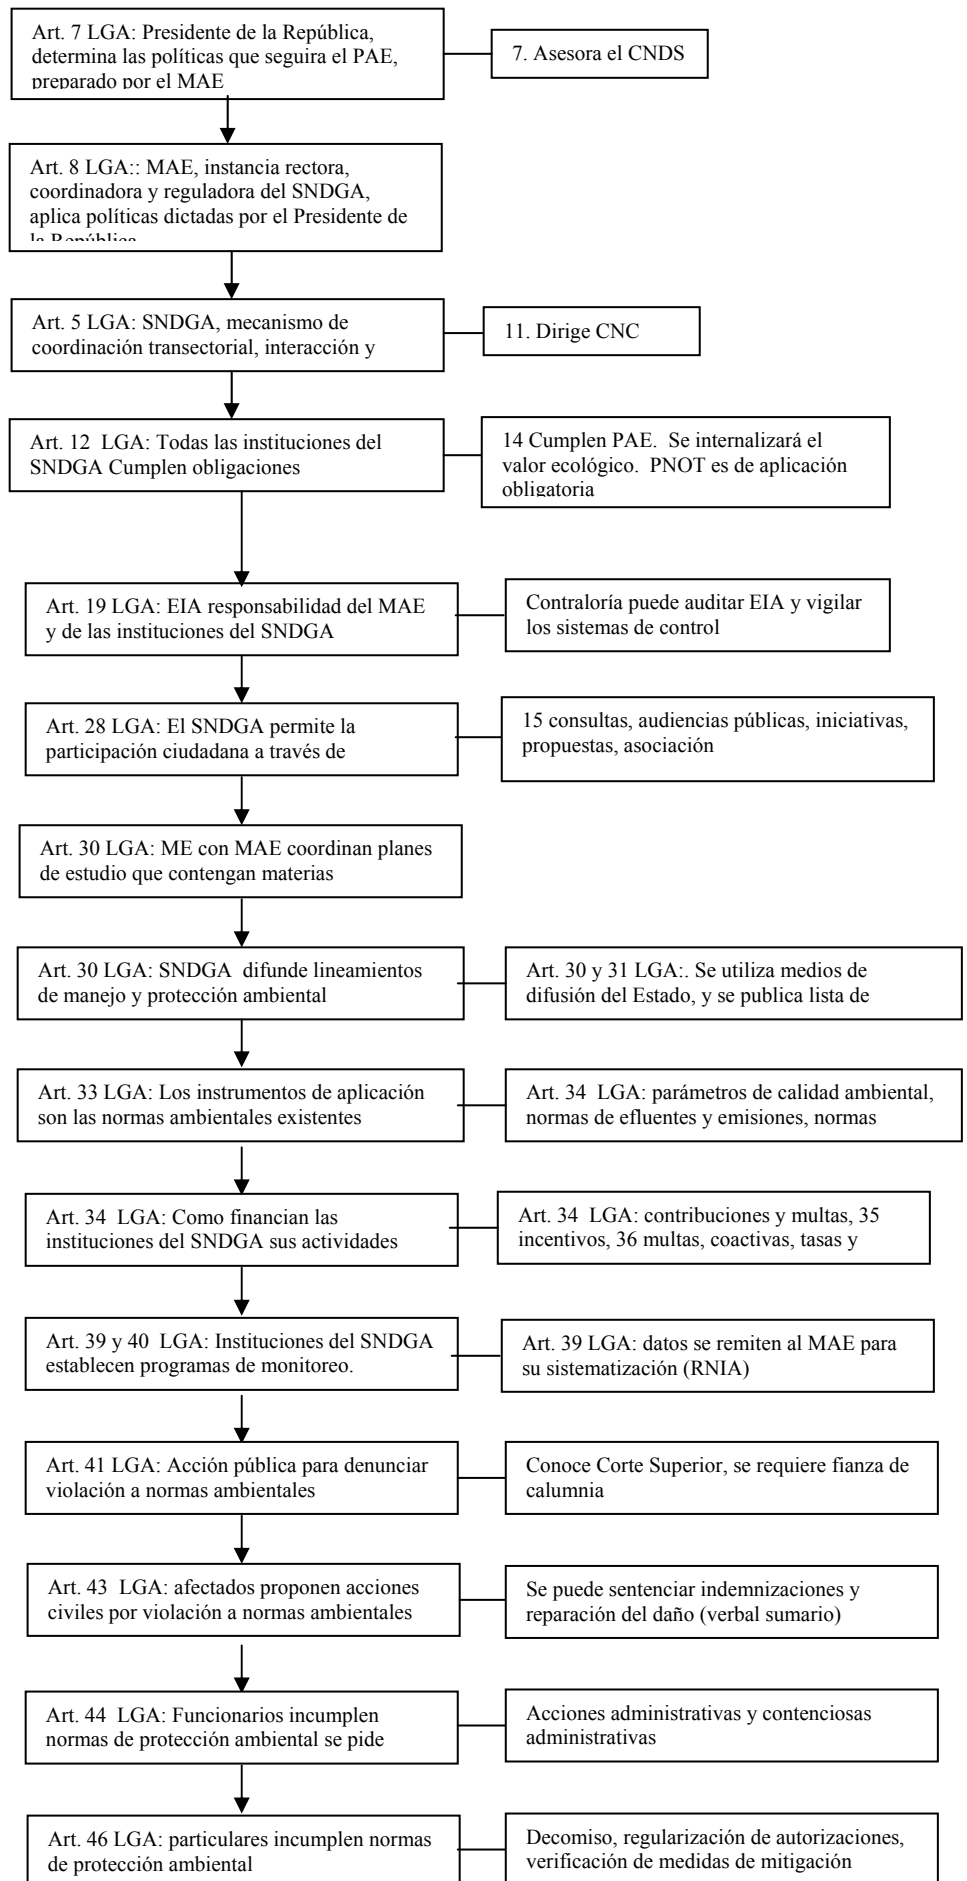 Art. 7 LGA: Presidente de la República,
determina las políticas que seguira el PAE,
preparado por el MAE
7. Asesora el CNDS
Art. 8 LGA:: MAE, instancia rectora,
coordinadora y reguladora del SNDGA,
aplica políticas dictadas por el Presidente de
la República
Art. 5 LGA: SNDGA, mecanismo de
coordinación transectorial, interacción y
11. Dirige CNC
Art. 12  LGA: Todas las instituciones del
SNDGA Cumplen obligaciones
14 Cumplen PAE.  Se internalizará el
valor ecológico.  PNOT es de aplicación
obligatoria
Art. 19 LGA: EIA responsabilidad del MAE
y de las instituciones del SNDGA
Contraloría puede auditar EIA y vigilar
los sistemas de control
Art. 28 LGA: El SNDGA permite la
participación ciudadana a través de
15 consultas, audiencias públicas, iniciativas,
propuestas, asociación
Art. 30 LGA: ME con MAE coordinan planes
de estudio que contengan materias
Art. 30 LGA: SNDGA  difunde lineamientos
de manejo y protección ambiental
Art. 30 y 31 LGA:. Se utiliza medios de
difusión del Estado, y se publica lista de
Art. 33 LGA: Los instrumentos de aplicación
son las normas ambientales existentes
Art. 34  LGA: parámetros de calidad ambiental,
normas de efluentes y emisiones, normas
Art. 34  LGA: Como financian las
instituciones del SNDGA sus actividades
Art. 34  LGA: contribuciones y multas, 35
incentivos, 36 multas, coactivas, tasas y
Art. 39 y 40  LGA: Instituciones del SNDGA
establecen programas de monitoreo.
Art. 39 LGA: datos se remiten al MAE para
su sistematización (RNIA)
Art. 41 LGA: Acción pública para denunciar
violación a normas ambientales
Conoce Corte Superior, se requiere fianza de
calumnia
Art. 43  LGA: afectados proponen acciones
civiles por violación a normas ambientales
Se puede sentenciar indemnizaciones y
reparación del daño (verbal sumario)
Art. 44  LGA: Funcionarios incumplen
normas de protección ambiental se pide
Acciones administrativas y contenciosas
administrativas
Art. 46 LGA: particulares incumplen normas
de protección ambiental
Decomiso, regularización de autorizaciones,
verificación de medidas de mitigación